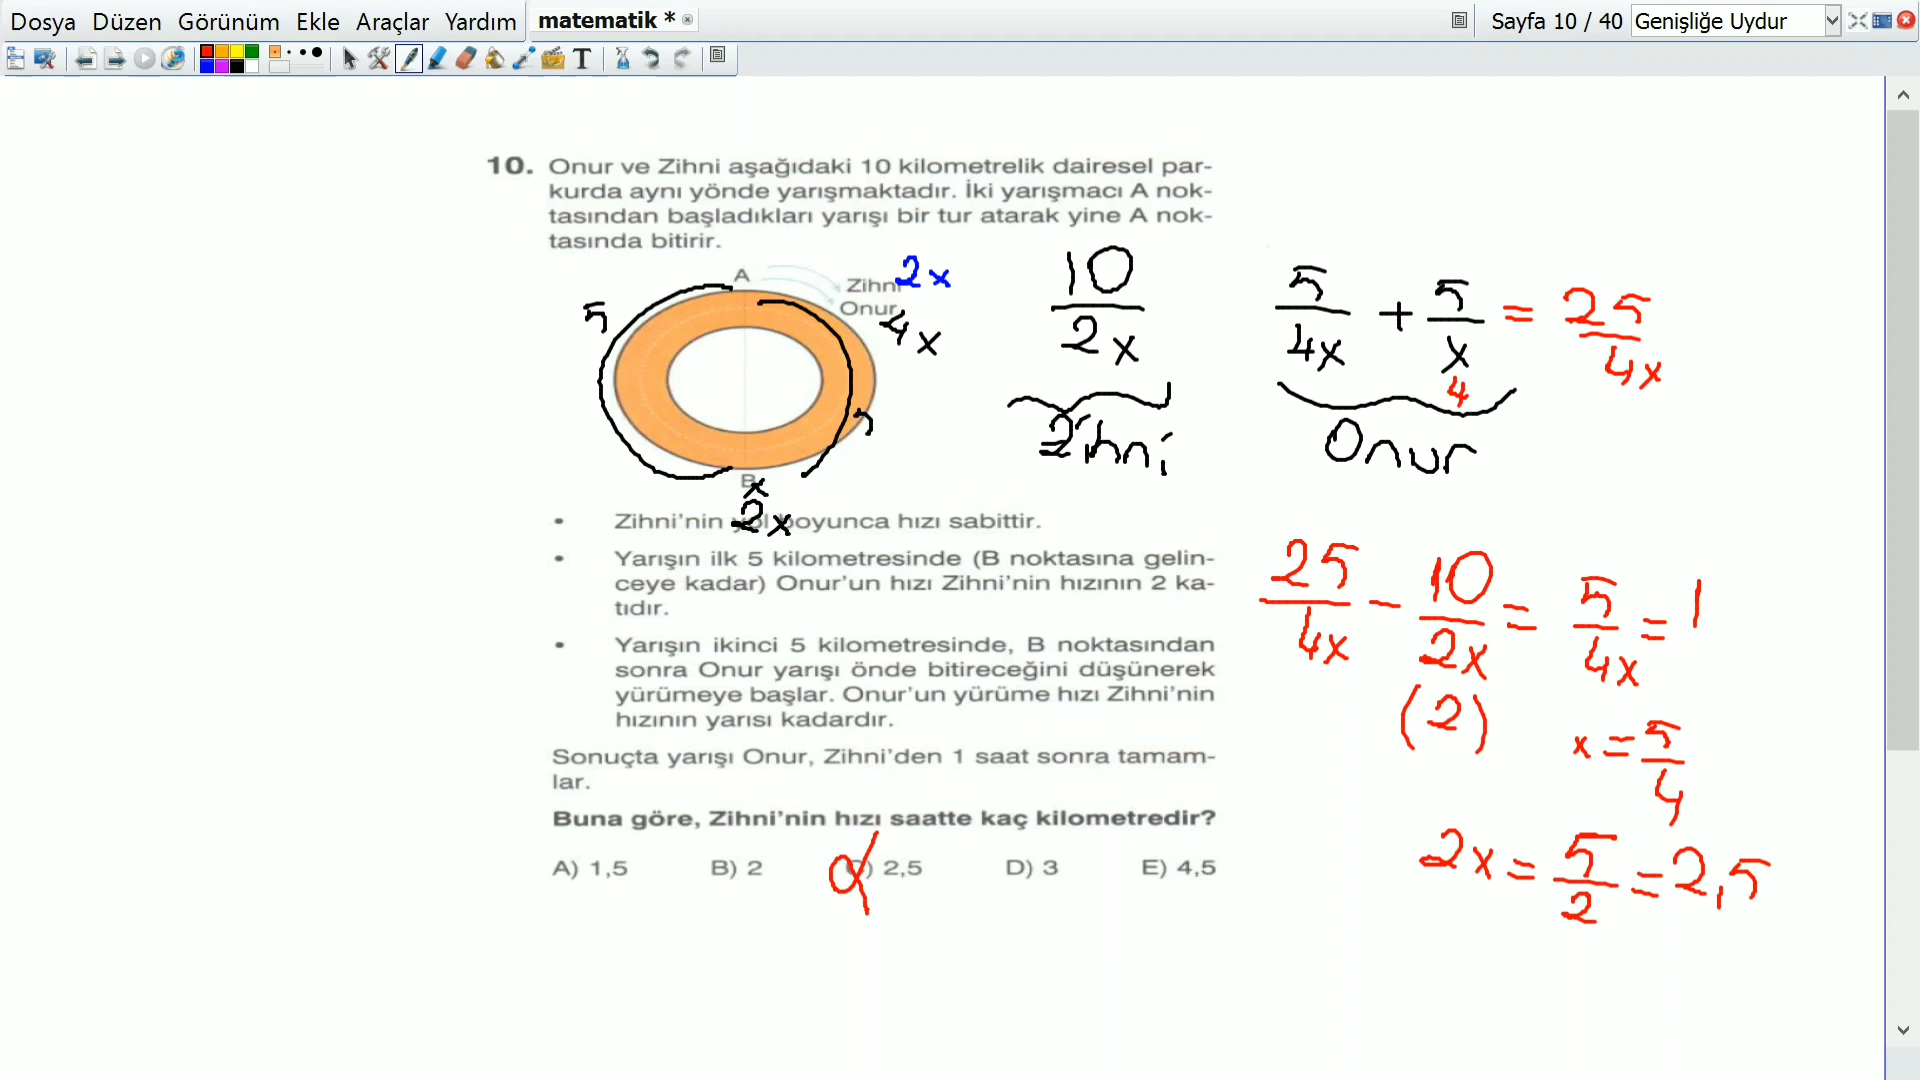 Dosya Düzen Görünüm Ekle Araçlar Yardım matematik * Sayfa 10 / 40 Genişliğe Uydur
10. Onur ve Zihni aşağıdaki 10 kilometrelik dairesel par-
kurda aynı yönde yarışmaktadır. İki yarışmacı A nok-
tasından başladıkları yarışı bir tur atarak yine A nok-
tasında bitirir.
A
Zihni 2x
Onur 4x
5
5
B
x
2x
10/2x
Zihni
5/4x + 5/x = 25/4x
4
Onur
• Zihni'nin yol boyunca hızı sabittir.
• Yarışın ilk 5 kilometresinde (B noktasına gelin-
ceye kadar) Onur'un hızı Zihni'nin hızının 2 ka-
tıdır.
• Yarışın ikinci 5 kilometresinde, B noktasından
sonra Onur yarışı önde bitireceğini düşünerek
yürümeye başlar. Onur'un yürüme hızı Zihni'nin
hızının yarısı kadardır.
Sonuçta yarışı Onur, Zihni'den 1 saat sonra tamam-
lar.
Buna göre, Zihni'nin hızı saatte kaç kilometredir?
A) 1,5 B) 2 C) 2,5 D) 3 E) 4,5
25/4x - 10/2x = 5/4x = 1
(2)
x = 5/4
2x = 5/2 = 2,5